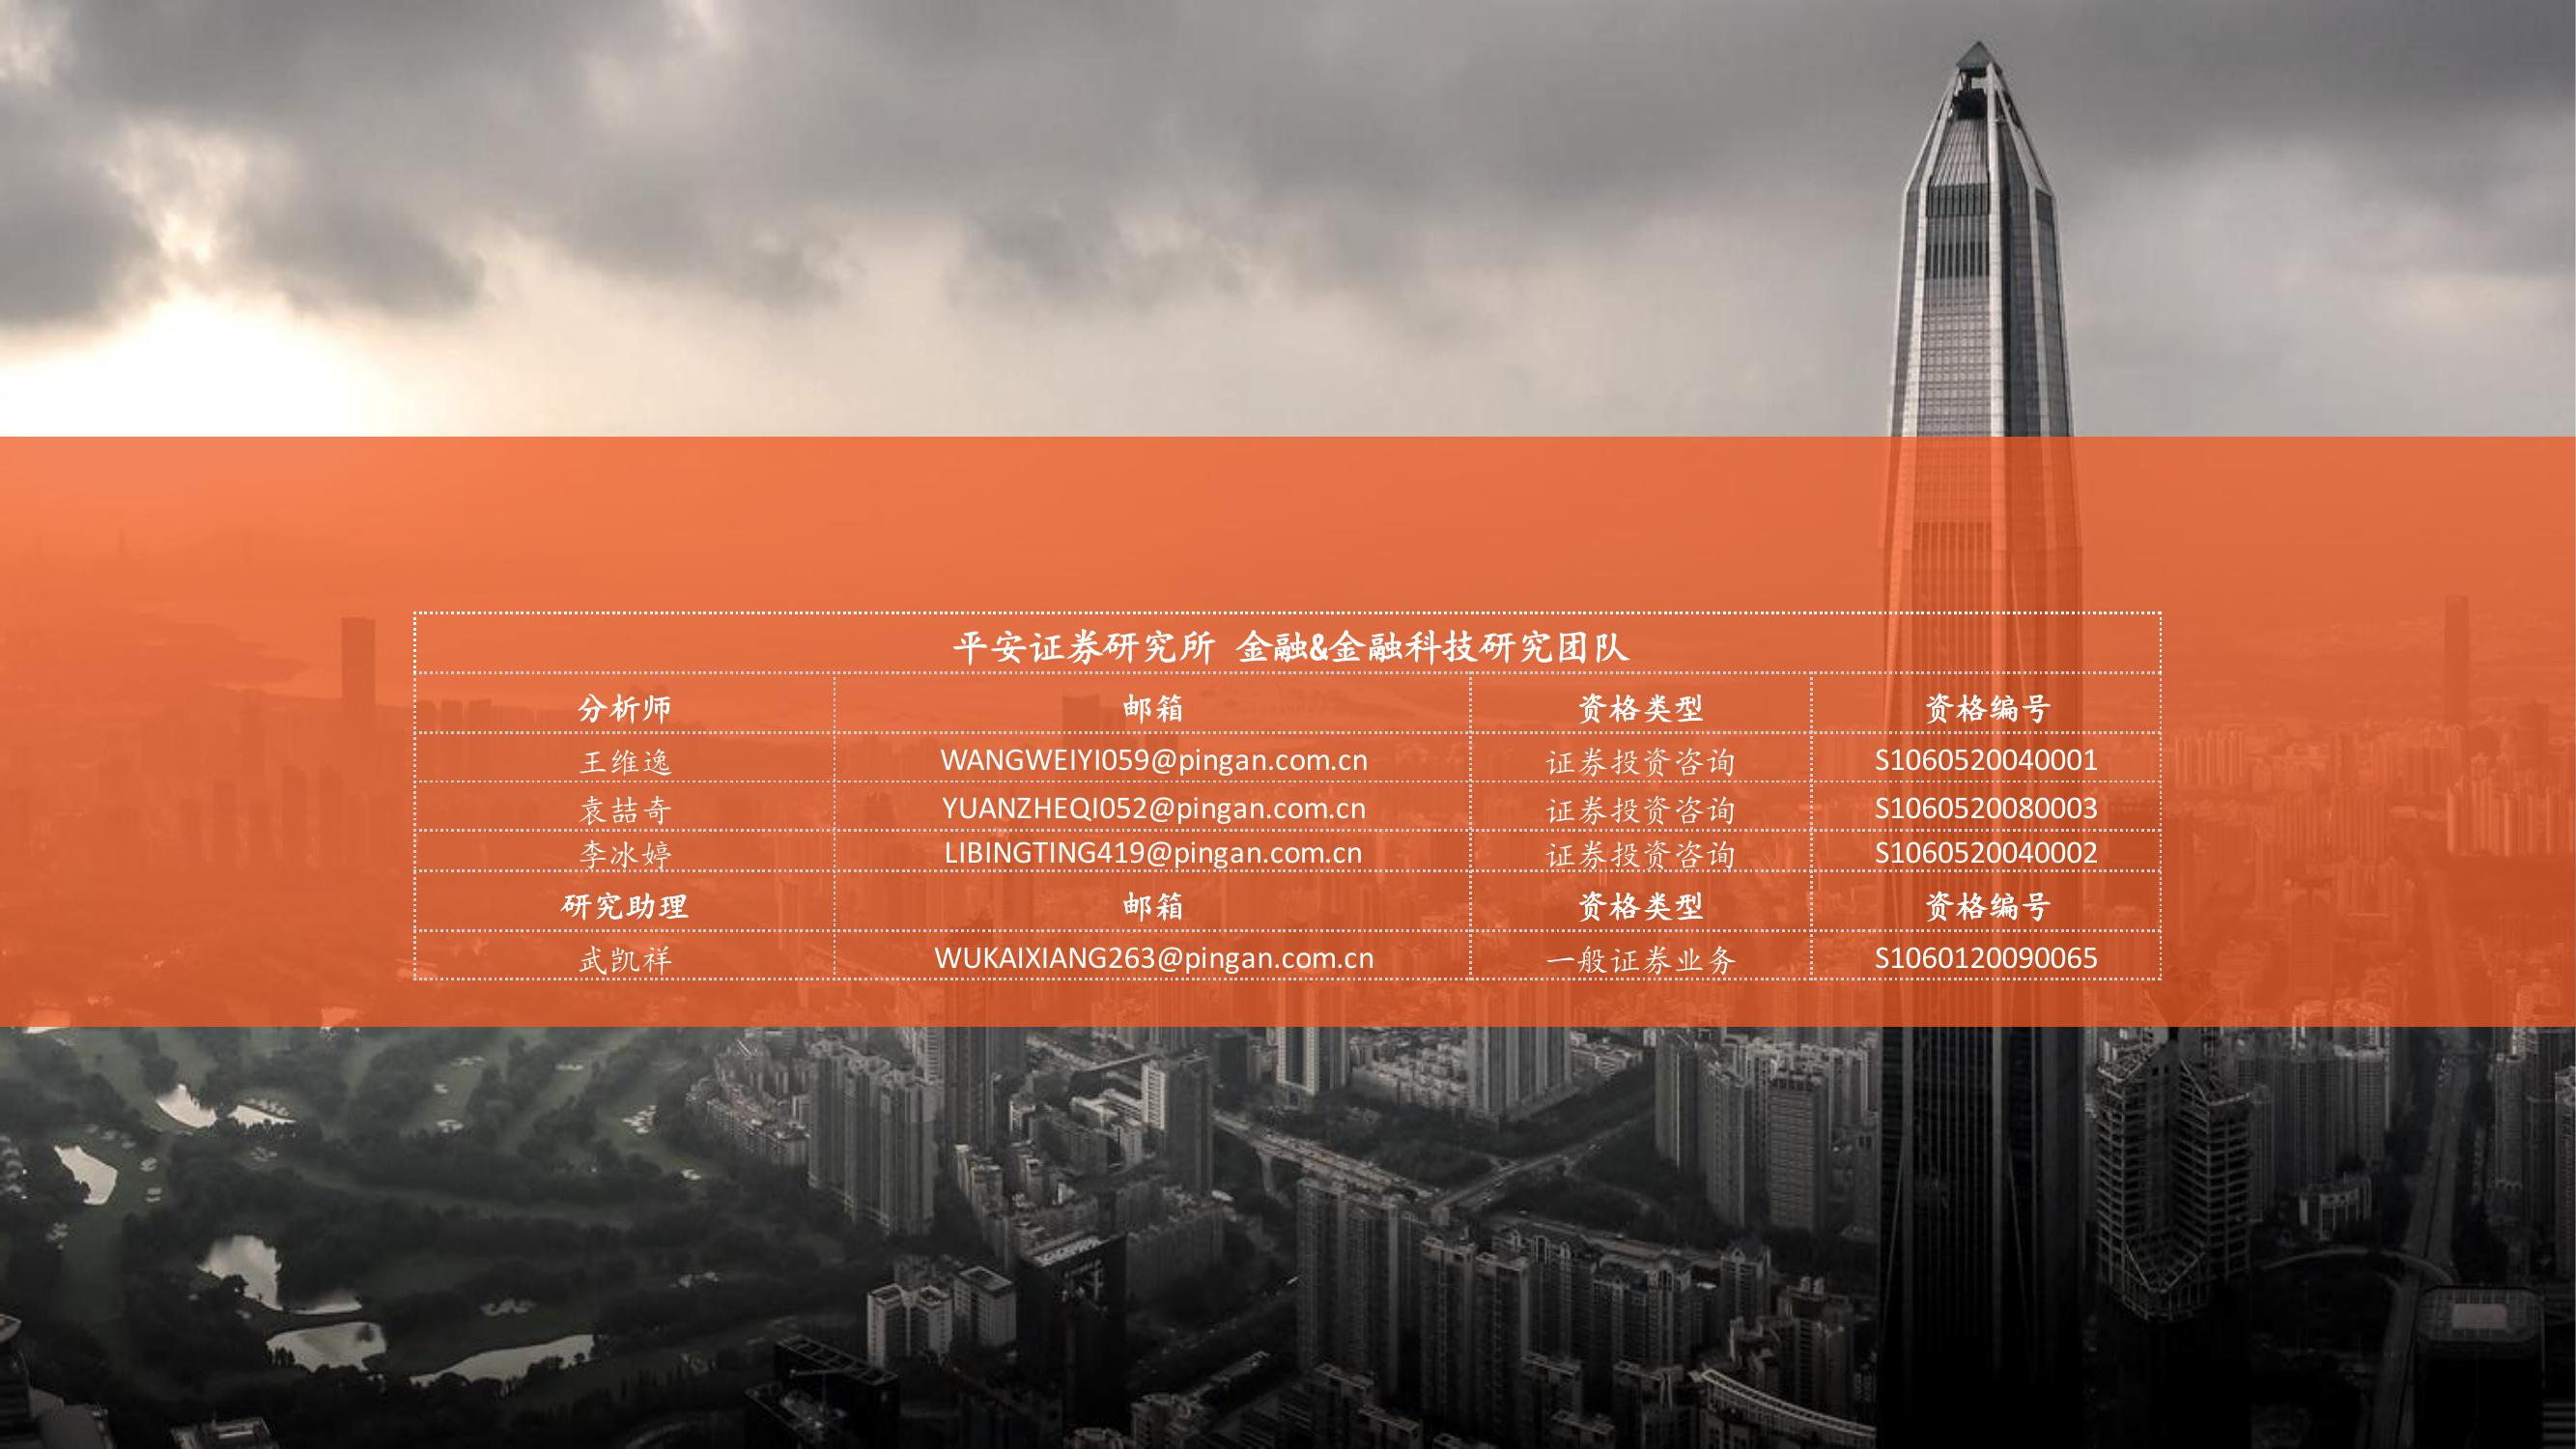 平安证券研究所 金融&金融科技研究团队
分析师 邮箱 资格类型 资格编号
王维逸 WANGWEIYI059@pingan.com.cn 证券投资咨询 S1060520040001
袁喆奇 YUANZHEQI052@pingan.com.cn 证券投资咨询 S1060520080003
李冰婷 LIBINGTING419@pingan.com.cn 证券投资咨询 S1060520040002
研究助理 邮箱 资格类型 资格编号
武凯祥 WUKAIXIANG263@pingan.com.cn 一般证券业务 S1060120090065